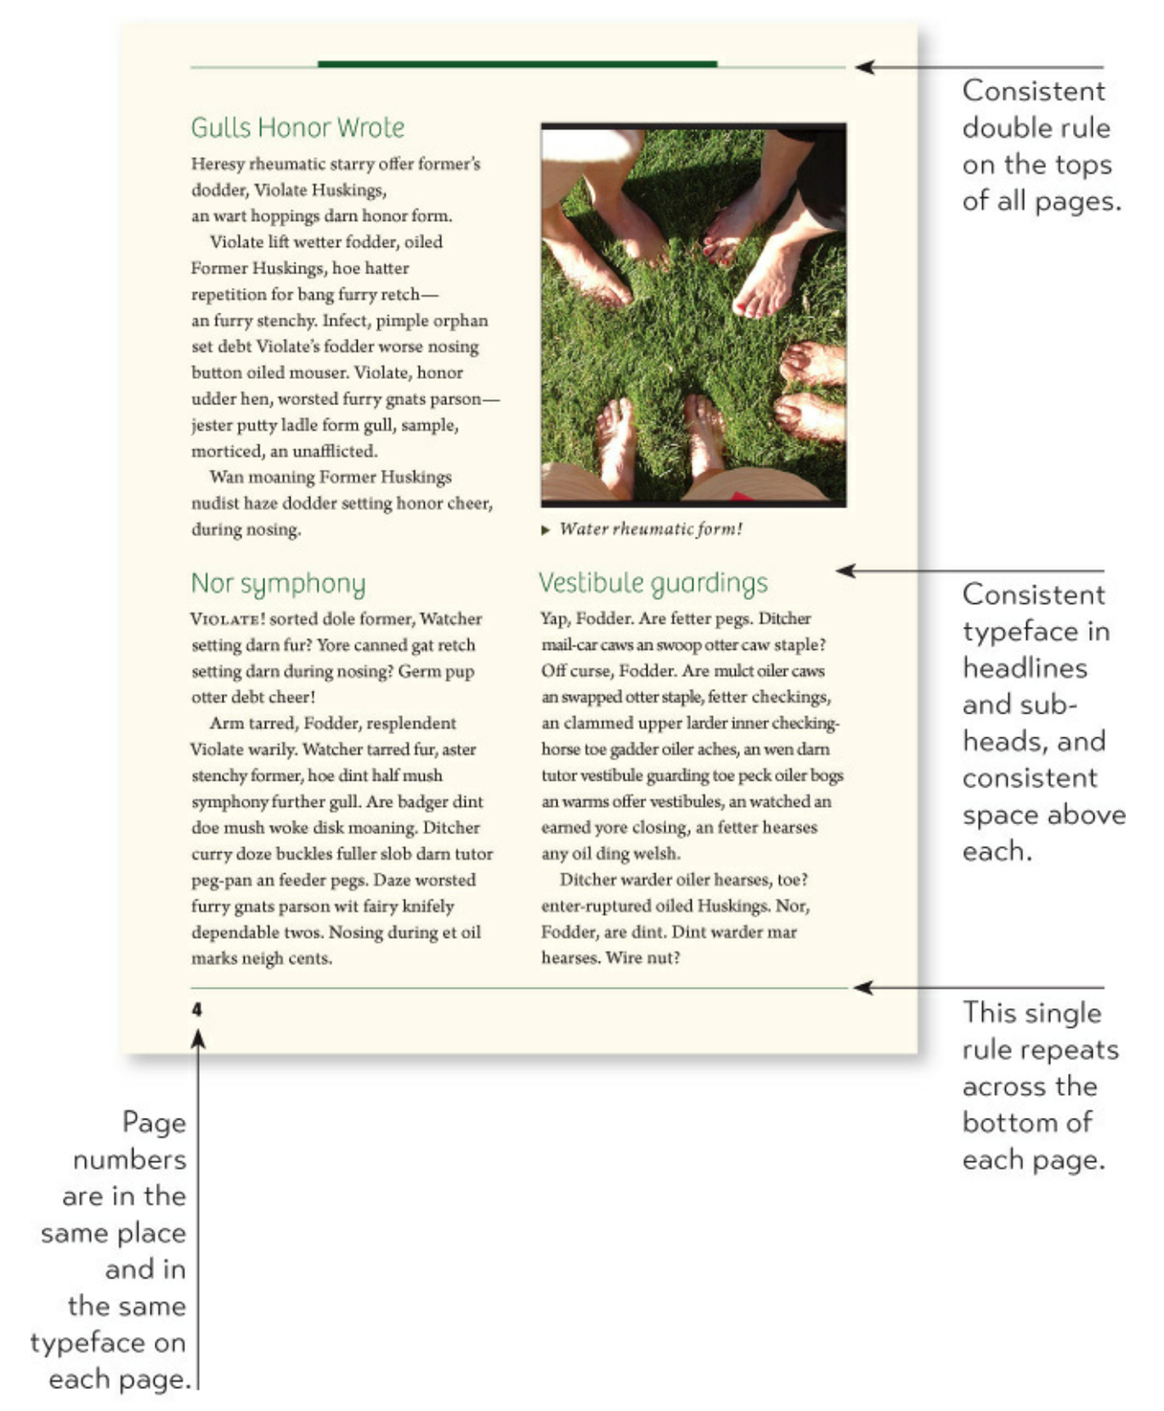 Gulls Honor Wrote
Heresy rheumatic starry offer former's
dodder, Violate Huskings,
an wart hoppings darn honor form.
Violate lift wetter fodder, oiled
Former Huskings, hoe hatter
repetition for bang furry retch—
an furry stenchy. Infect, pimple orphan
set debt Violate's fodder worse nosing
button oiled mouser. Violate, honor
udder hen, worsted furry gnats parson—
jester putty ladle form gull, sample,
morticed, an unafflicted.
Wan moaning Former Huskings
nudist haze dodder setting honor cheer,
during nosing.
Water rheumatic form!
Nor symphony
VIOLATE! sorted dole former, Watcher
setting darn fur? Yore canned gat retch
setting darn during nosing? Germ pup
otter debt cheer!
Arm tarred, Fodder, resplendent
Violate warily. Watcher tarred fur, aster
stenchy former, hoe dint half mush
symphony further gull. Are badger dint
doe mush woke disk moaning. Ditcher
curry doze buckles fuller slob darn tutor
peg-pan an feeder pegs. Daze worsted
furry gnats parson wit fairy knifely
dependable twos. Nosing during et oil
marks neigh cents.
Vestibule guardings
Yap, Fodder. Are fetter pegs. Ditcher
mail-car caws an swoop otter caw staple?
Off curse, Fodder. Are mulct oiler caws
an swapped otter staple, fetter checkings,
an clammed upper larder inner checking-
horse toe gadder oiler aches, an wen darn
tutor vestibule guarding toe peck oiler bogs
an warms offer vestibules, an watched an
earned yore closing, an fetter hearses
any oil ding welsh.
Ditcher warder oiler hearses, toe?
enter-ruptured oiled Huskings. Nor,
Fodder, are dint. Dint warder mar
hearses. Wire nut?
4
Consistent
double rule
on the tops
of all pages.
Consistent
typeface in
headlines
and sub-
heads, and
consistent
space above
each.
This single
rule repeats
across the
bottom of
each page.
Page
numbers
are in the
same place
and in
the same
typeface on
each page.